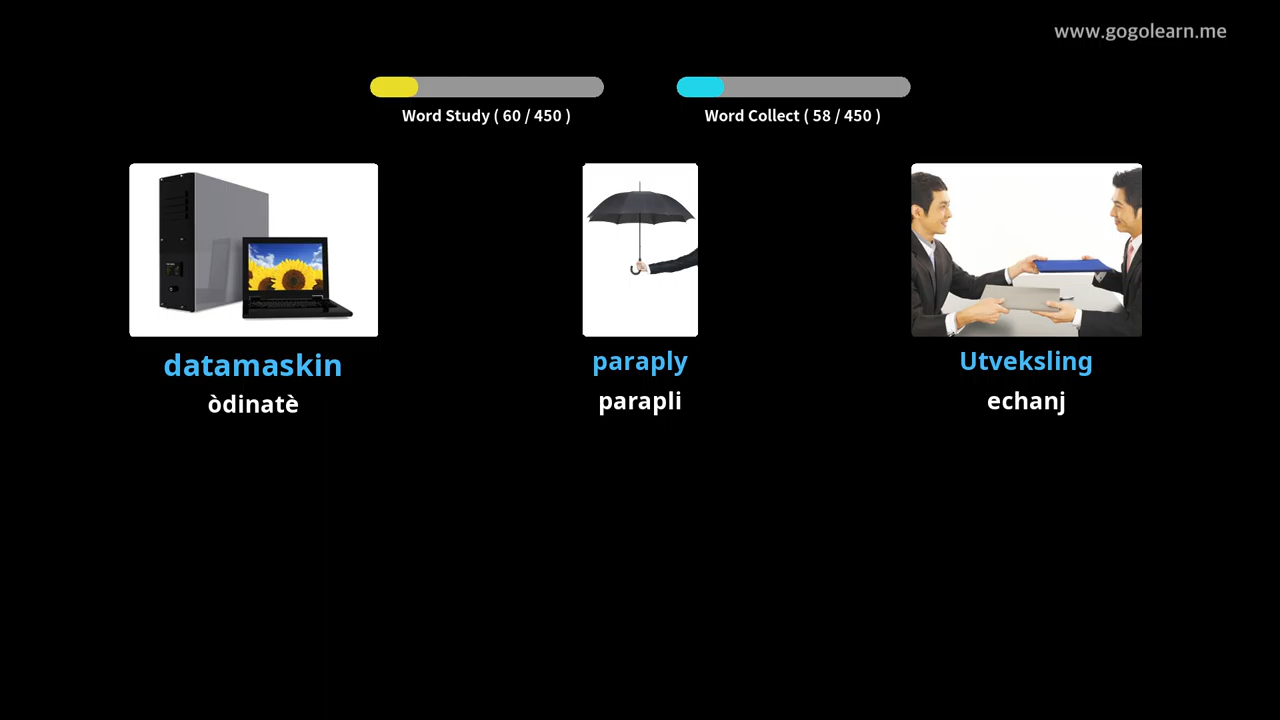 www.gogolearn.me
Word Study ( 60 / 450 )
Word Collect ( 58 / 450 )
datamaskin
òdinatè
paraply
parapli
Utveksling
echanj